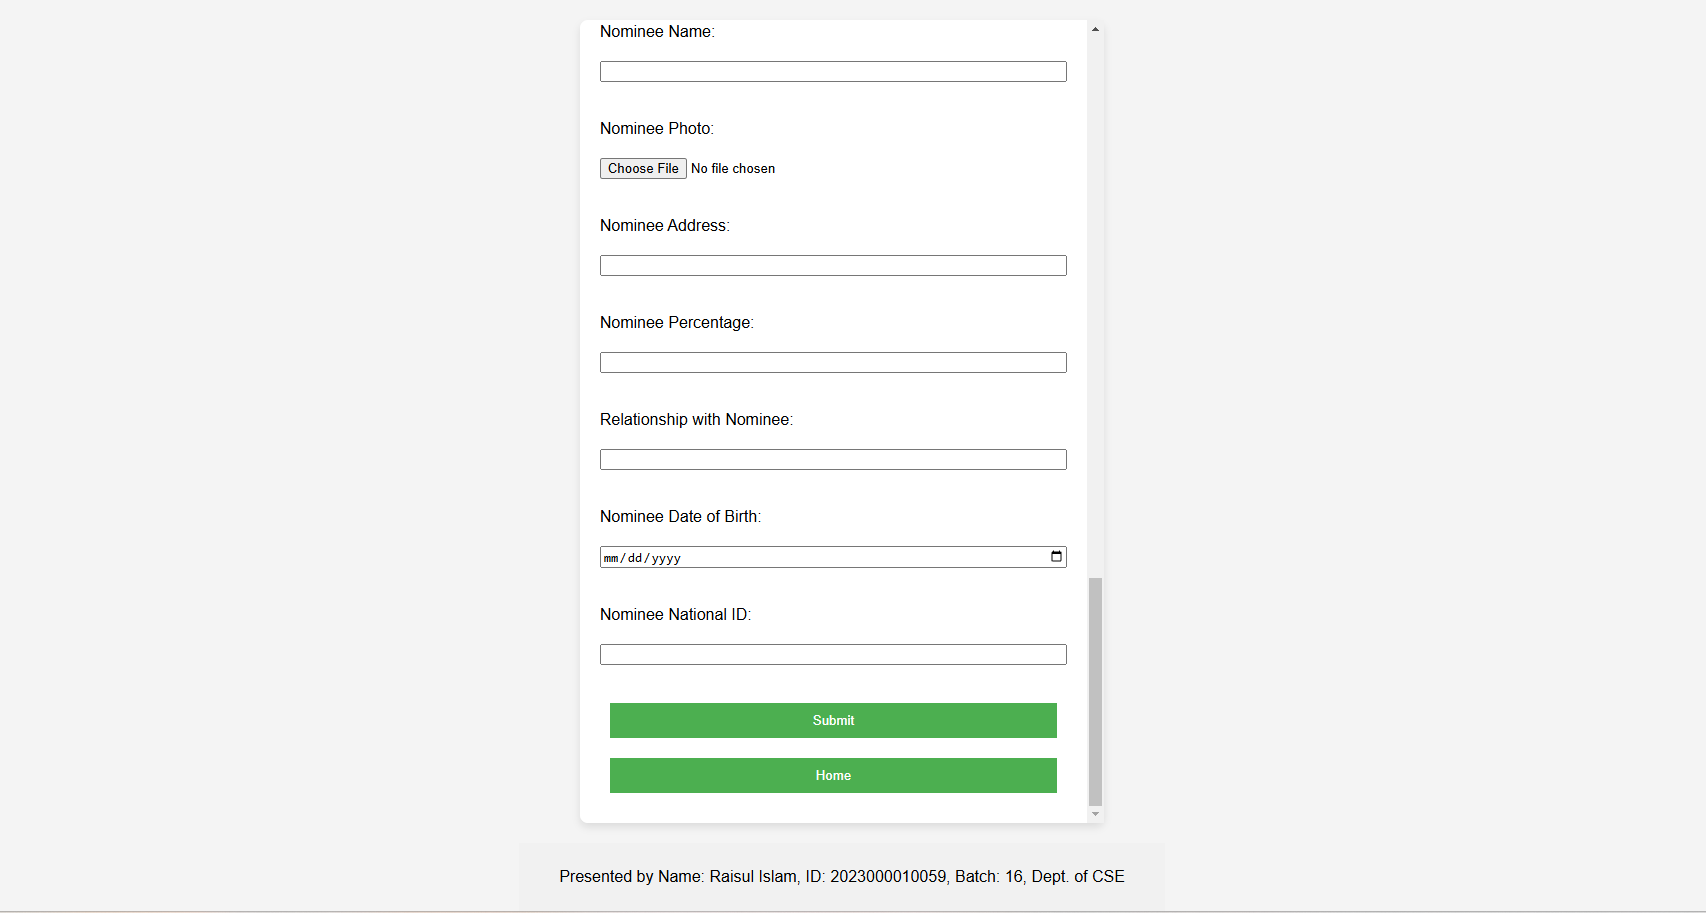 Nominee Name:
Nominee Photo:
Choose File No file chosen
Nominee Address:
Nominee Percentage:
Relationship with Nominee:
Nominee Date of Birth:
mm/dd/yyyy
Nominee National ID:
Submit
Home
Presented by Name: Raisul Islam, ID: 2023000010059, Batch: 16, Dept. of CSE